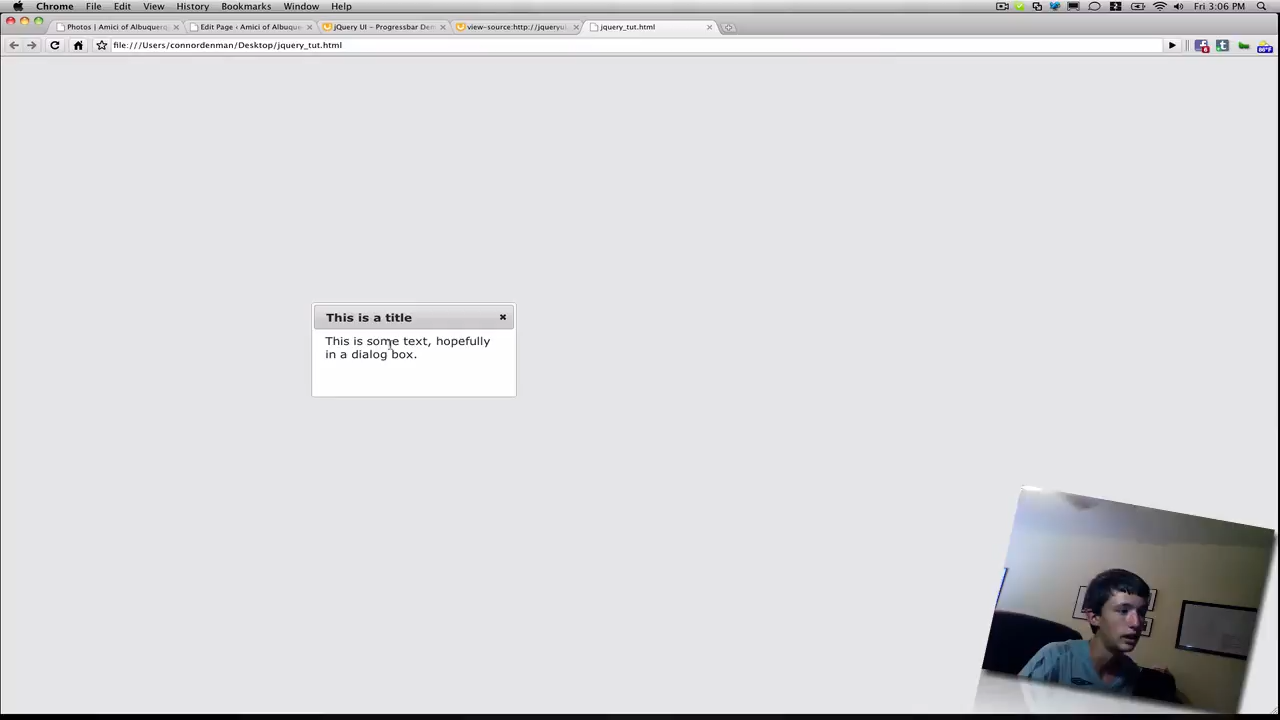 Chrome File Edit View History Bookmarks Window Help 2 Fri 3:06 PM
Photos | Amici of Albuquerq Edit Page ‹ Amici of Albuque jQuery UI - Progressbar Dem view-source:http://jqueryui jquery_tut.html
file:///Users/connordenman/Desktop/jquery_tut.html
This is a title
This is some text, hopefully
in a dialog box.